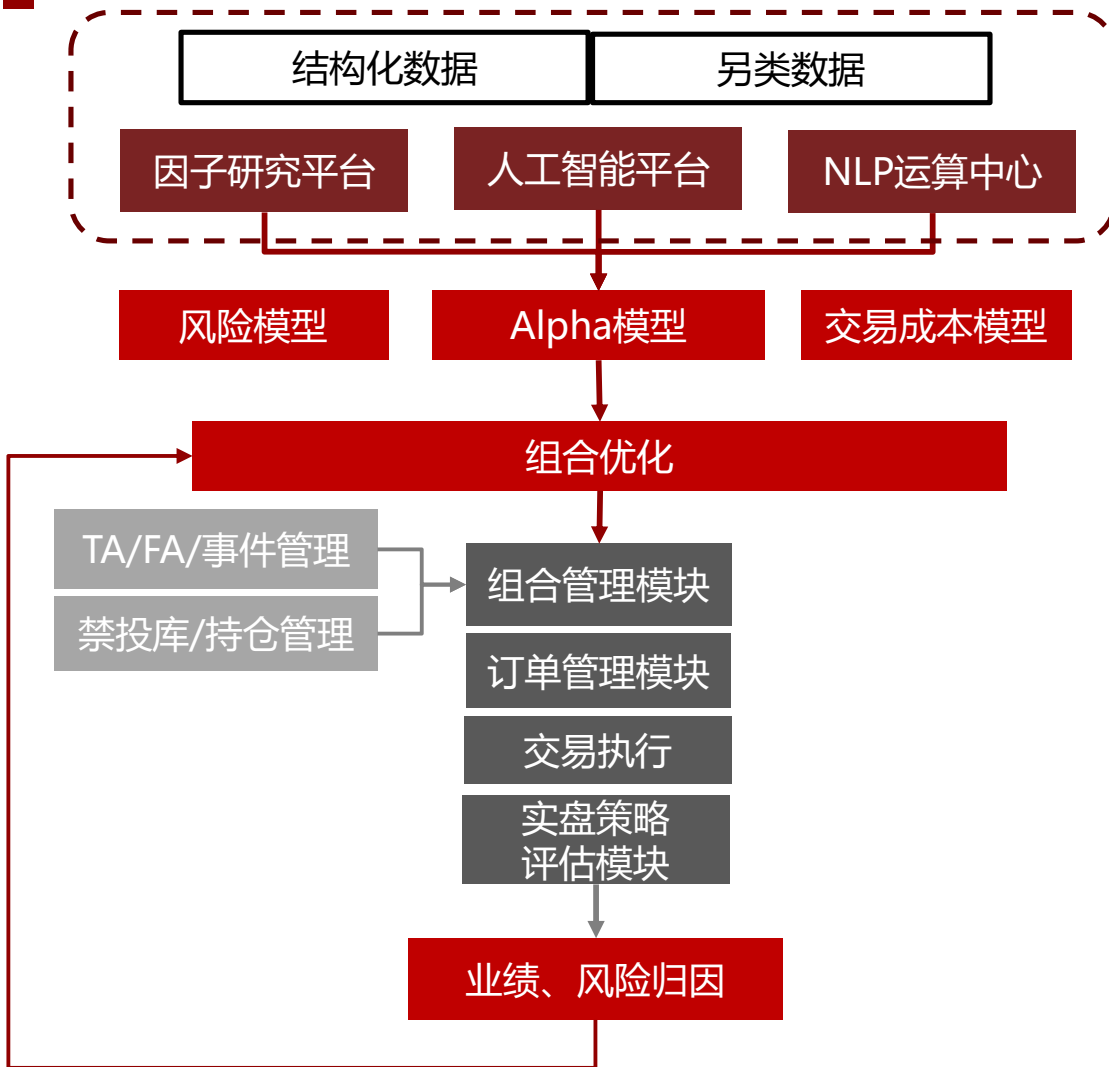 结构化数据
另类数据
因子研究平台
人工智能平台
NLP运算中心
风险模型
Alpha模型
交易成本模型
组合优化
TA/FA/事件管理
禁投库/持仓管理
组合管理模块
订单管理模块
交易执行
实盘策略
评估模块
业绩、风险归因